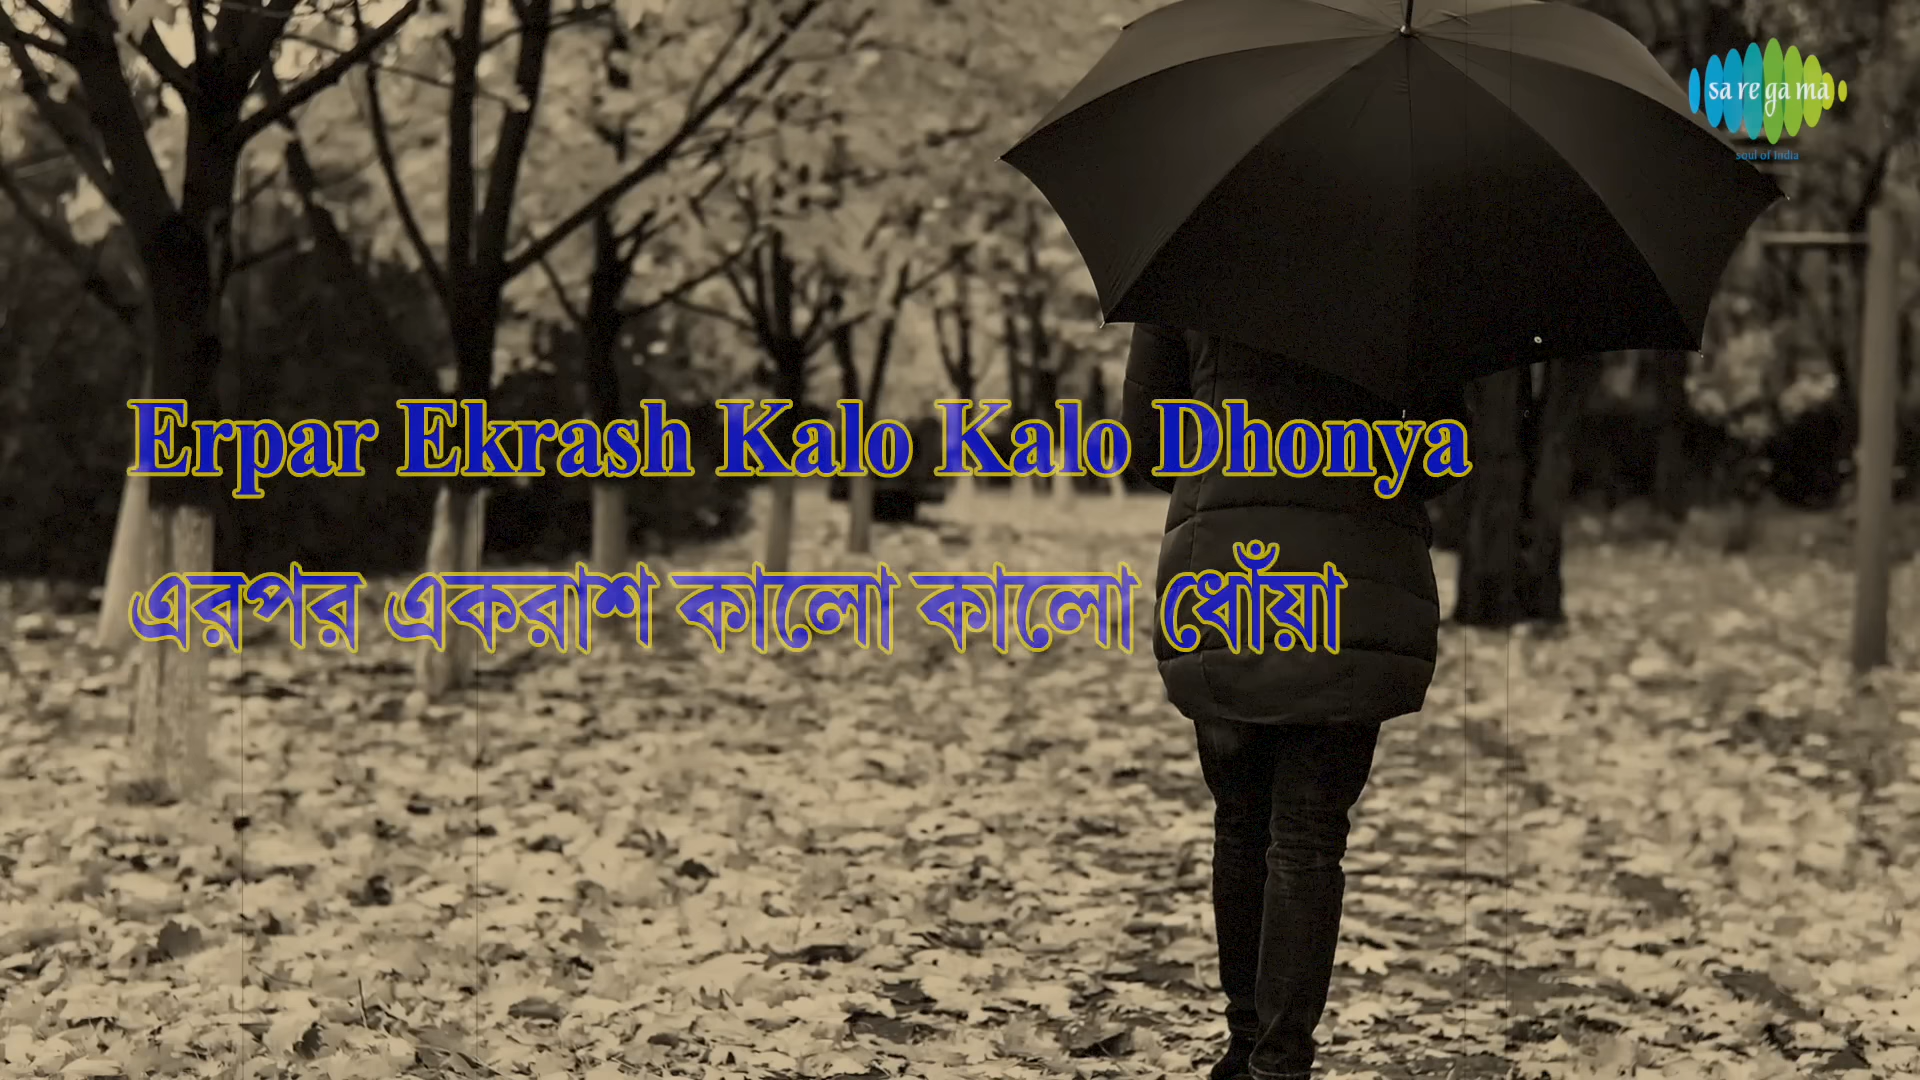 sa re ga ma
soul of India
Erpar Ekrash Kalo Kalo Dhonya
এরপর একরাশ কালো কালো ধোঁয়া